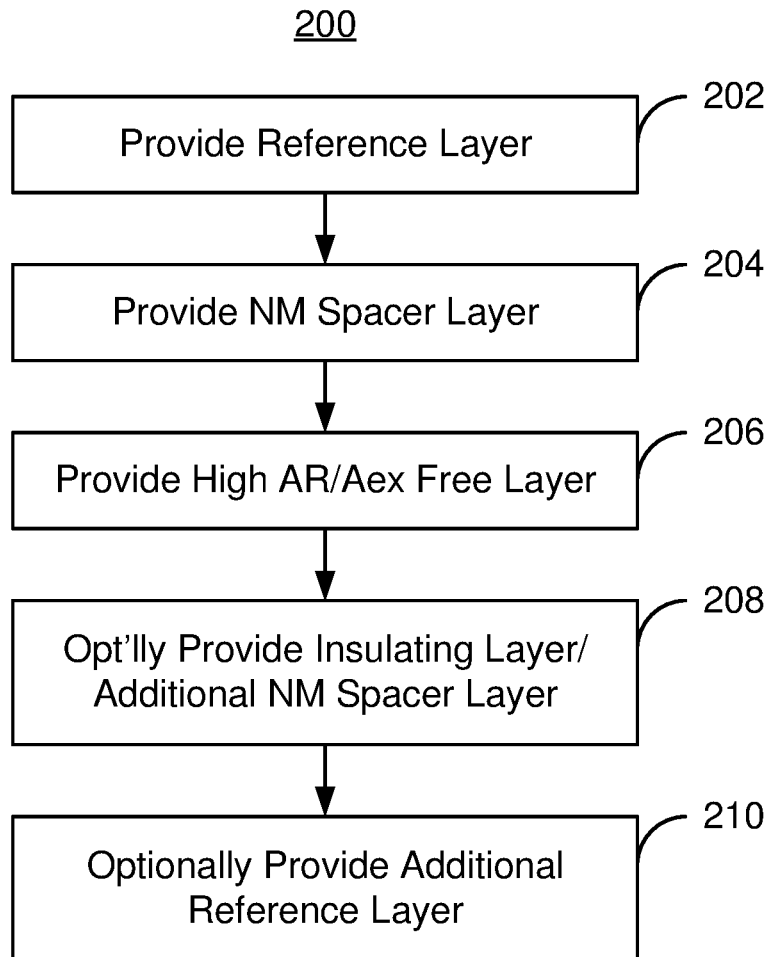 200
202
Provide Reference Layer
204
Provide NM Spacer Layer
206
Provide High AR/Aex Free Layer
208
Opt'lly Provide Insulating Layer/
Additional NM Spacer Layer
210
Optionally Provide Additional
Reference Layer